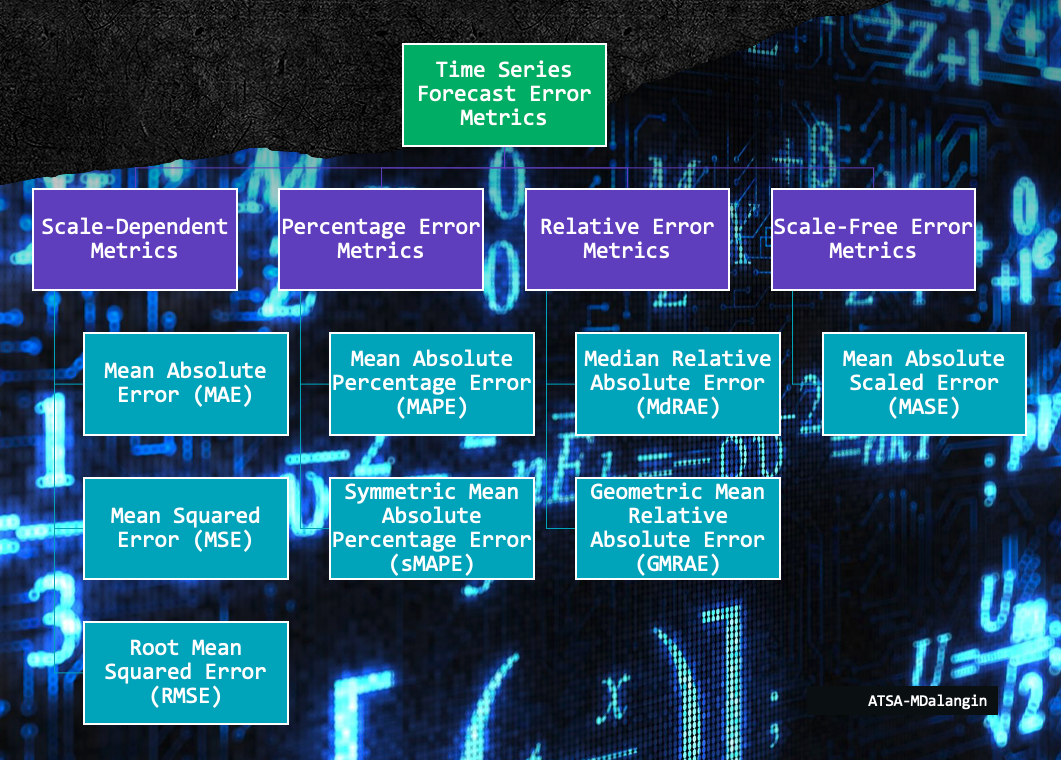 Time Series
Forecast Error
Metrics
Scale-Dependent
Metrics
Percentage Error
Metrics
Relative Error
Metrics
Scale-Free Error
Metrics
Mean Absolute
Error (MAE)
Mean Absolute
Percentage Error
(MAPE)
Median Relative
Absolute Error
(MdRAE)
Mean Absolute
Scaled Error
(MASE)
Mean Squared
Error (MSE)
Symmetric Mean
Absolute
Percentage Error
(sMAPE)
Geometric Mean
Relative
Absolute Error
(GMRAE)
Root Mean
Squared Error
(RMSE)
ATSA-MDalangin